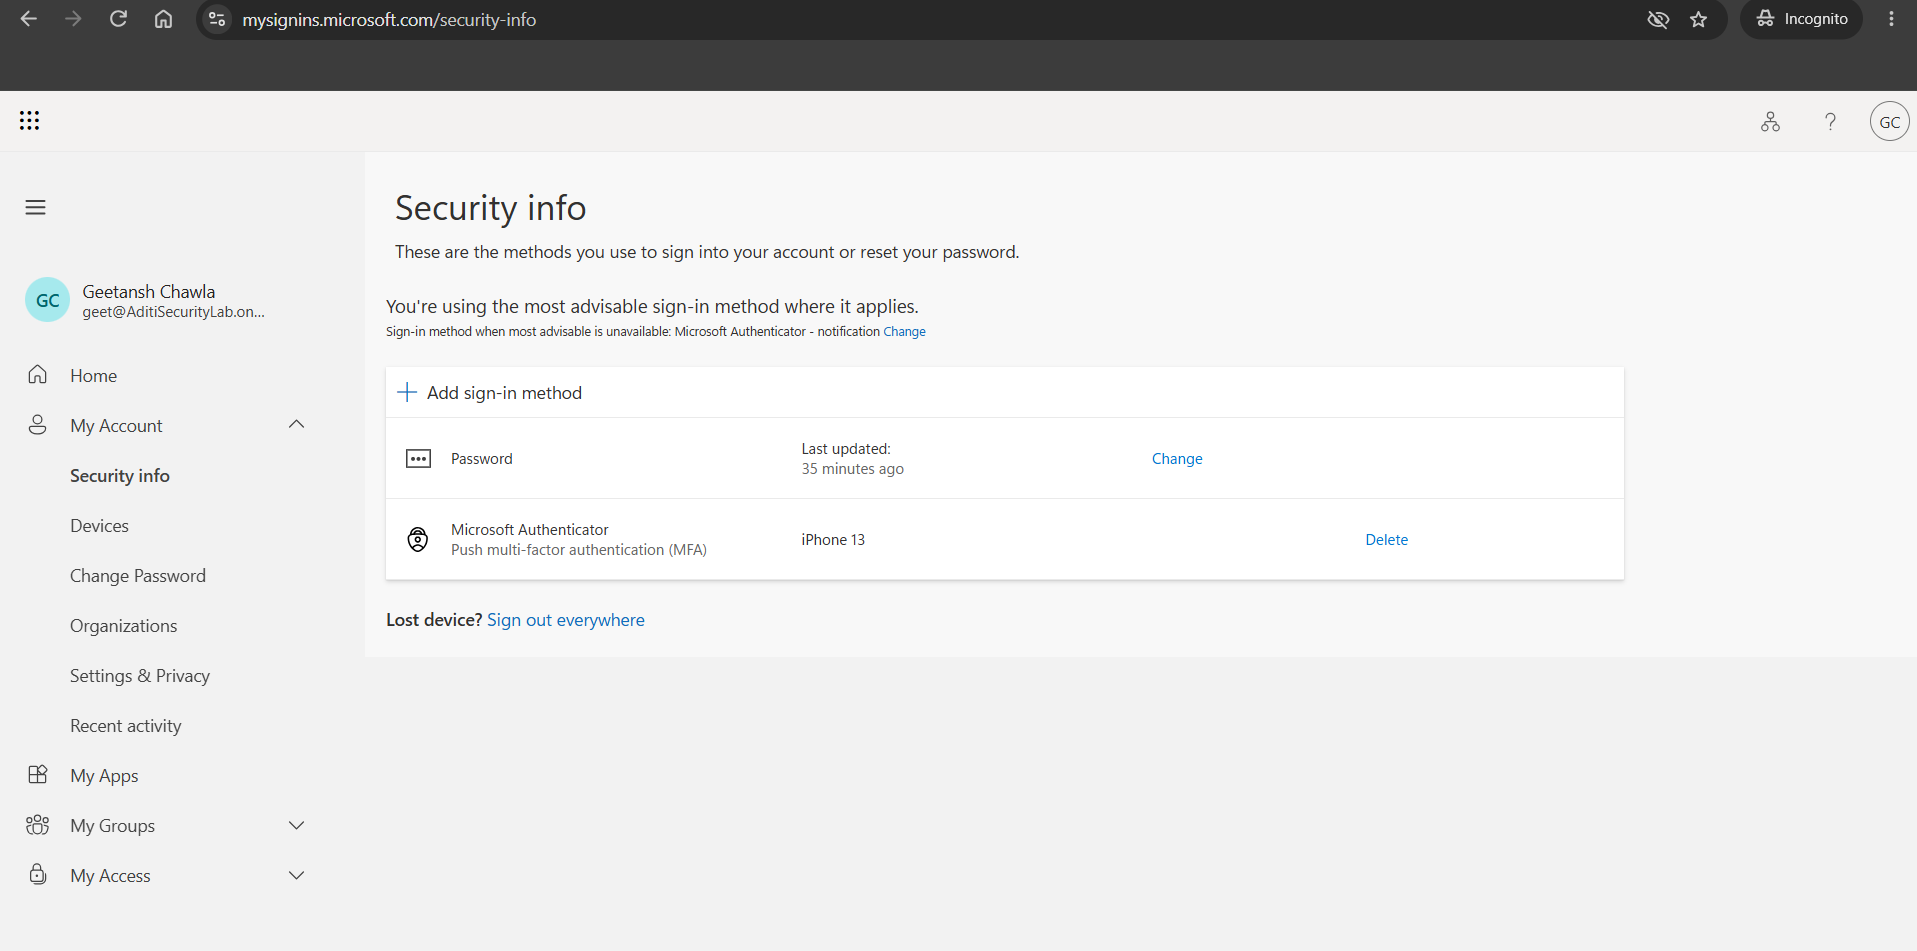 mysignins.microsoft.com/security-info
Incognito
?
GC
Security info
These are the methods you use to sign into your account or reset your password.
GC
Geetansh Chawla
geet@AditiSecurityLab.on...
You're using the most advisable sign-in method where it applies.
Sign-in method when most advisable is unavailable: Microsoft Authenticator - notification Change
Home
My Account
Security info
Devices
Change Password
Organizations
Settings & Privacy
Recent activity
My Apps
My Groups
My Access
Add sign-in method
Password
Last updated:
35 minutes ago
Change
Microsoft Authenticator
Push multi-factor authentication (MFA)
iPhone 13
Delete
Lost device? Sign out everywhere